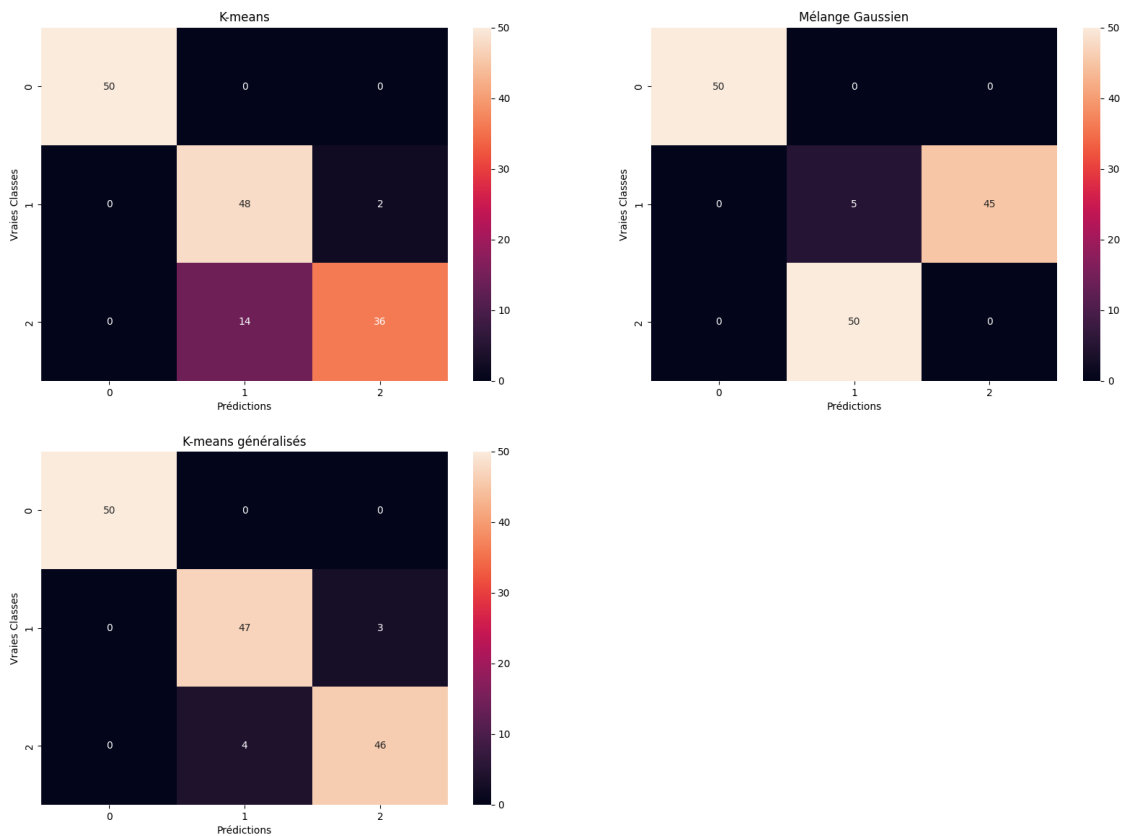 K-means
50 0 0
0 48 2
0 14 36
0 1 2
0 1 2
Vraies Classes
Prédictions
50
40
30
20
10
0
Mélange Gaussien
50 0 0
0 5 45
0 50 0
0 1 2
0 1 2
Vraies Classes
Prédictions
50
40
30
20
10
0
K-means généralisés
50 0 0
0 47 3
0 4 46
0 1 2
0 1 2
Vraies Classes
Prédictions
50
40
30
20
10
0